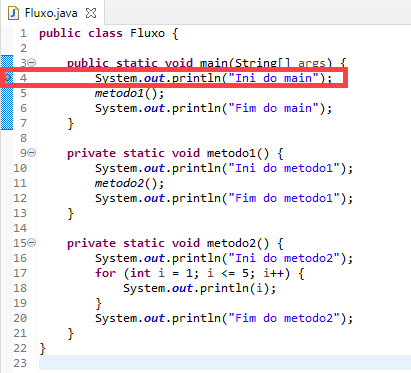 Fluxo.java
1 public class Fluxo {
2
3 public static void main(String[] args) {
4 System.out.println("Ini do main");
5 metodo1();
6 System.out.println("Fim do main");
7 }
8
9 private static void metodo1() {
10 System.out.println("Ini do metodo1");
11 metodo2();
12 System.out.println("Fim do metodo1");
13 }
14
15 private static void metodo2() {
16 System.out.println("Ini do metodo2");
17 for (int i = 1; i <= 5; i++) {
18 System.out.println(i);
19 }
20 System.out.println("Fim do metodo2");
21 }
22 }
23